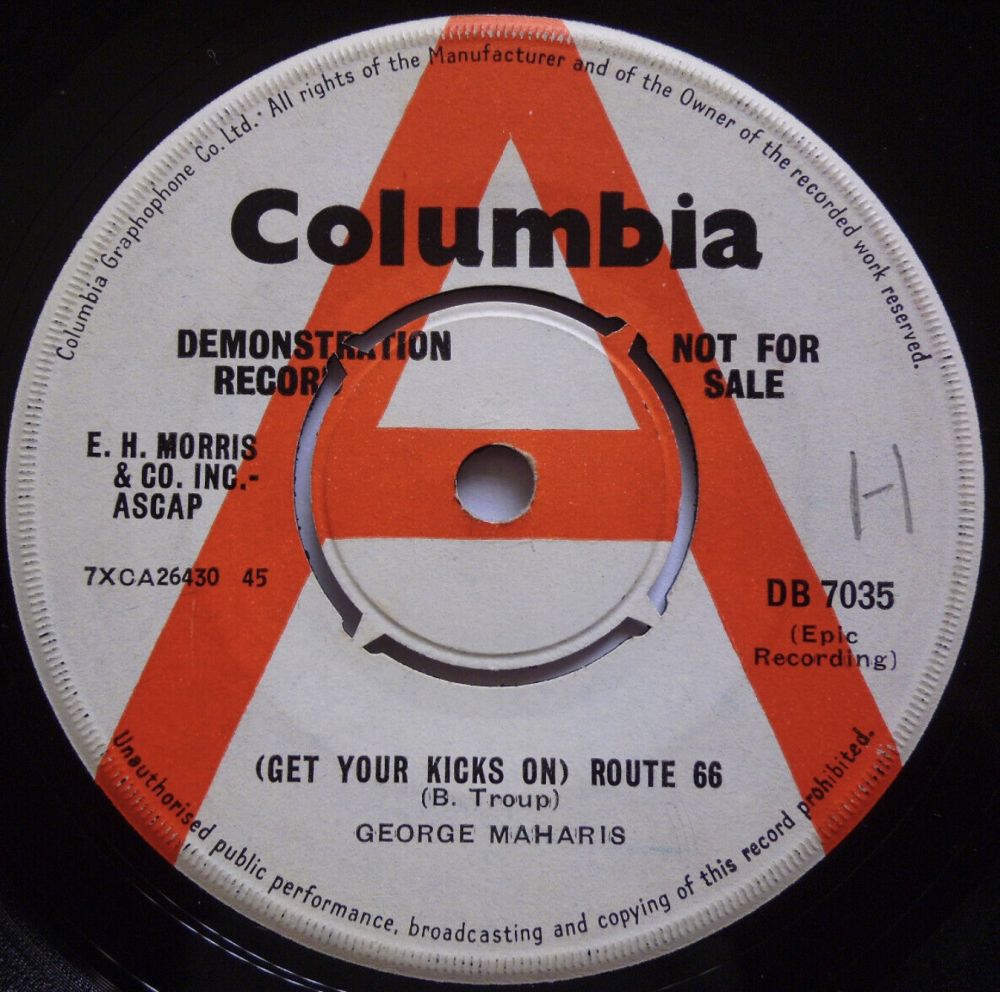 Columbia Graphophone Co. Ltd. · All rights of the Manufacturer and of the Owner of the recorded work reserved.
A
Columbia
DEMONSTRATION
RECORD
NOT FOR
SALE
E. H. MORRIS
& CO. INC.-
ASCAP
H
7XCA26430 45
DB 7035
(Epic
Recording)
(GET YOUR KICKS ON) ROUTE 66
(B. Troup)
GEORGE MAHARIS
Unauthorised public performance, broadcasting and copying of this record prohibited.